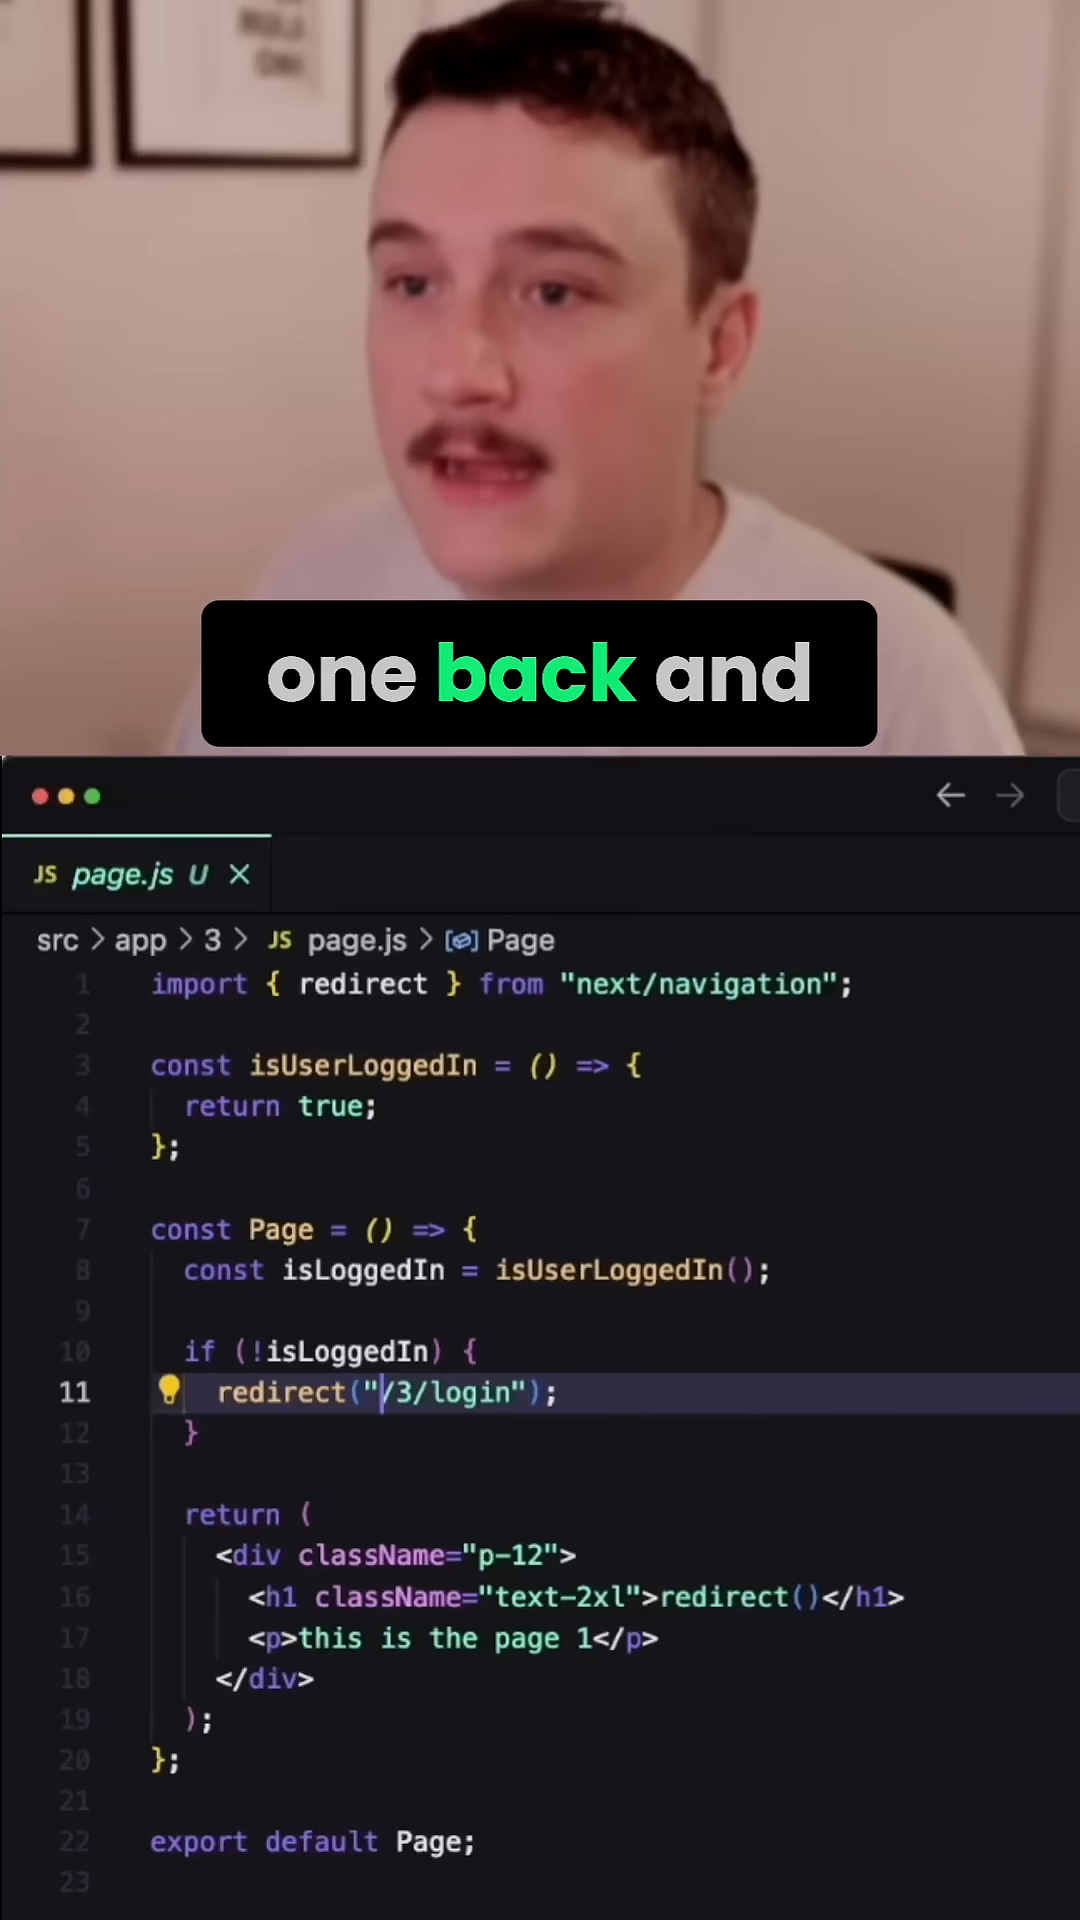 one back and
JS page.js U ×
src > app > 3 > JS page.js > Page
1 import { redirect } from "next/navigation";
2
3 const isUserLoggedIn = () => {
4 return true;
5 };
6
7 const Page = () => {
8 const isLoggedIn = isUserLoggedIn();
9
10 if (!isLoggedIn) {
11 redirect("/3/login");
12 }
13
14 return (
15 <div className="p-12">
16 <h1 className="text-2xl">redirect()</h1>
17 <p>this is the page 1</p>
18 </div>
19 );
20 };
21
22 export default Page;
23